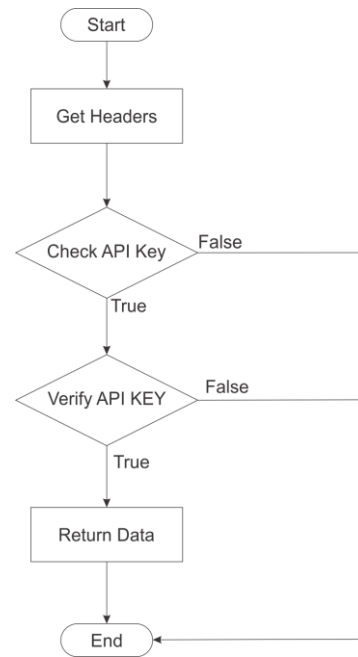 Start
Get Headers
Check API Key
False
True
Verify API KEY
False
True
Return Data
End